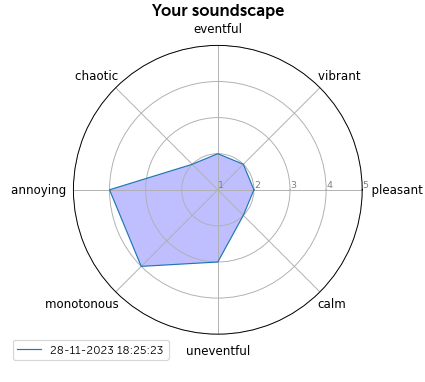 Your soundscape
eventful
chaotic
vibrant
annoying
1 2 3 4 5
pleasant
monotonous
calm
uneventful
28-11-2023 18:25:23